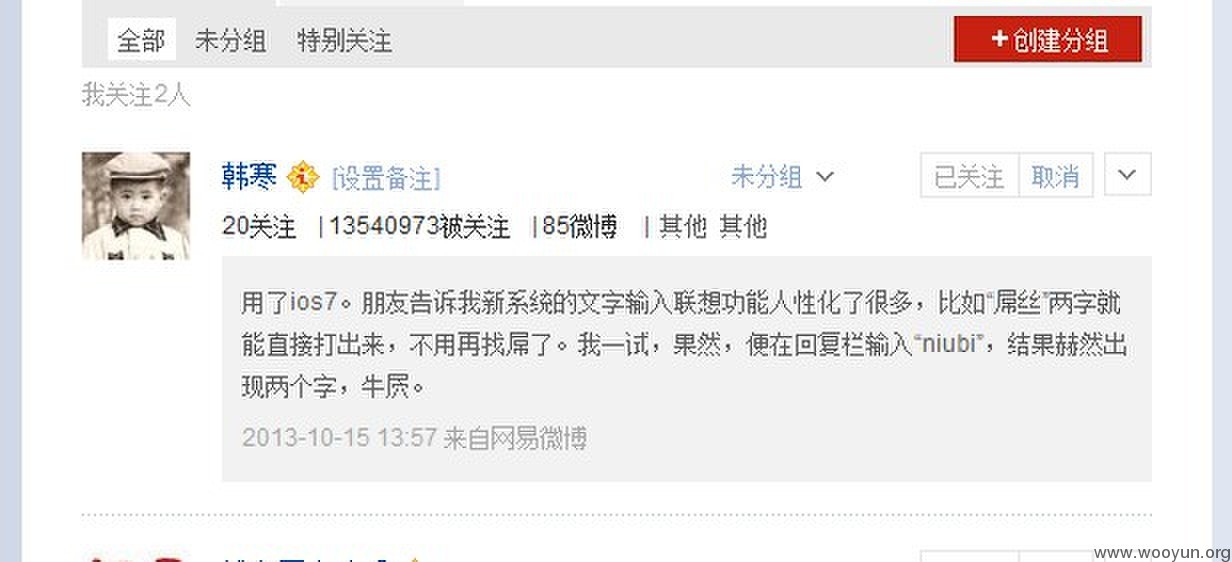 全部 未分组 特别关注 +创建分组
我关注2人
韩寒 [设置备注] 未分组 已关注 取消
20关注 |13540973被关注 |85微博 | 其他 其他
用了ios7。朋友告诉我新系统的文字输入联想功能人性化了很多，比如“屌丝”两字就
能直接打出来，不用再找屌了。我一试，果然，便在回复栏输入“niubi”，结果赫然出
现两个字，牛屄。
2013-10-15 13:57 来自网易微博
www.wooyun.org